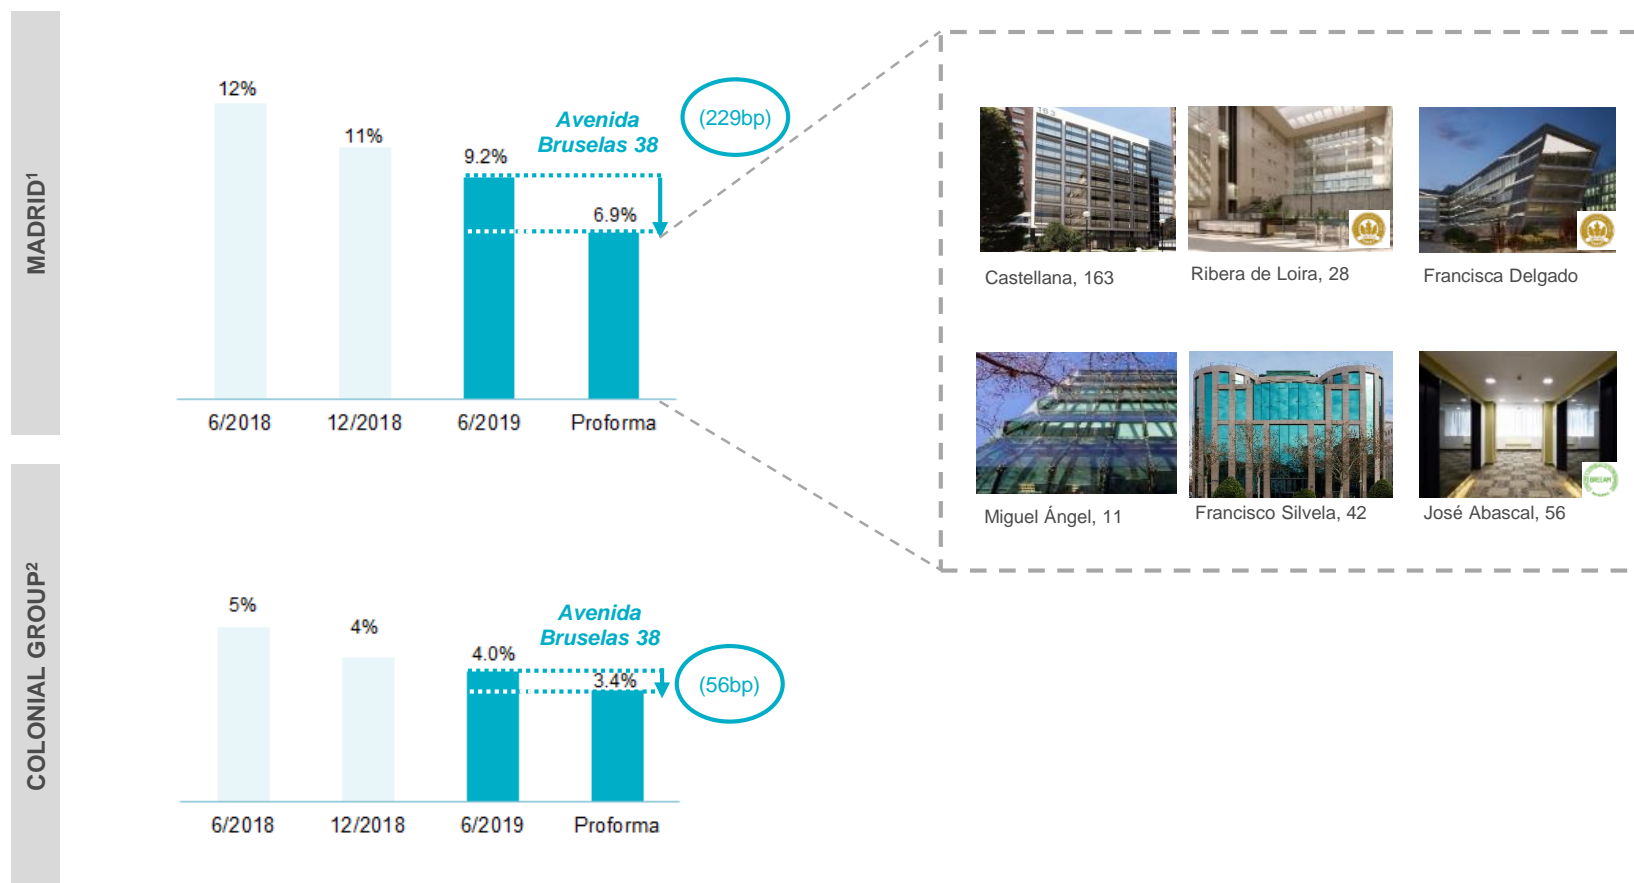 MADRID¹
12%
11%
9.2%
6.9%
Avenida
Bruselas 38
(229bp)
6/2018
12/2018
6/2019
Proforma
163
Castellana, 163
Ribera de Loira, 28
Francisca Delgado
Miguel Ángel, 11
Francisco Silvela, 42
José Abascal, 56
BREEAM
COLONIAL GROUP²
5%
4%
4.0%
3.4%
Avenida
Bruselas 38
(56bp)
6/2018
12/2018
6/2019
Proforma